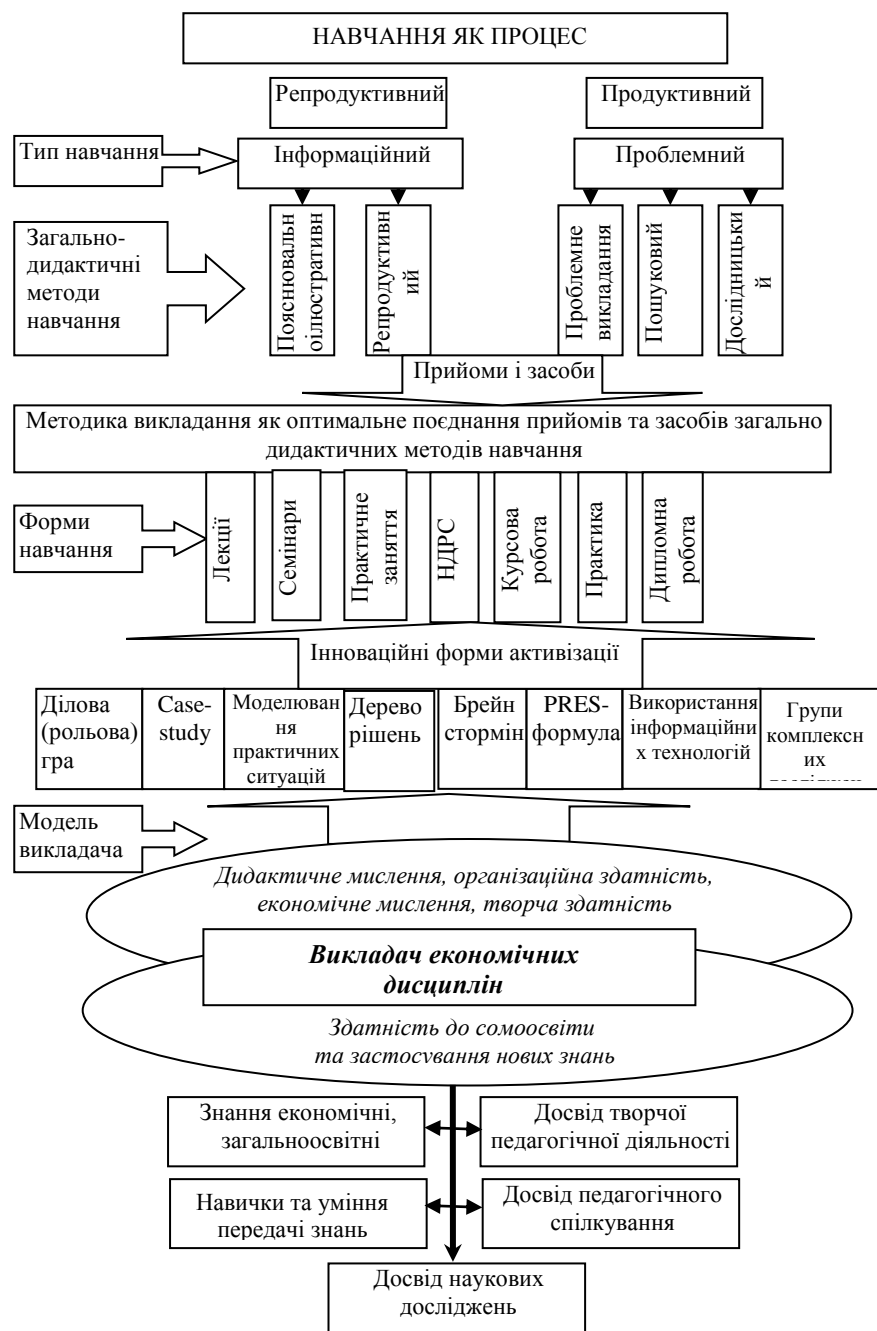 НАВЧАННЯ ЯК ПРОЦЕС
Репродуктивний
Продуктивний
Тип навчання
Інформаційний
Проблемний
Загально-
дидактичні
методи
навчання
Пояснювальн
оілюстративн
Репродуктивн
ий
Проблемне
викладання
Пошуковий
Дослідницьки
й
Прийоми і засоби
Методика викладання як оптимальне поєднання прийомів та засобів загально
дидактичних методів навчання
Форми
навчання
Лекції
Семінари
Практичне
заняття
НДРС
Курсова
робота
Практика
Дипломна
робота
Інноваційні форми активізації
Ділова
(рольова)
гра
Case-
study
Моделюван
ня
практичних
ситуацій
Дерево
рішень
Брейн
стормін
PRES-
формула
Використання
інформаційни
х технологій
Групи
комплексн
их
Модель
викладача
Дидактичне мислення, організаційна здатність,
економічне мислення, творча здатність
Викладач економічних
дисциплін
Здатність до сомоосвіти
та застосування нових знань
Знання економічні,
загальноосвітні
Досвід творчої
педагогічної діяльності
Навички та уміння
передачі знань
Досвід педагогічного
спілкування
Досвід наукових
досліджень